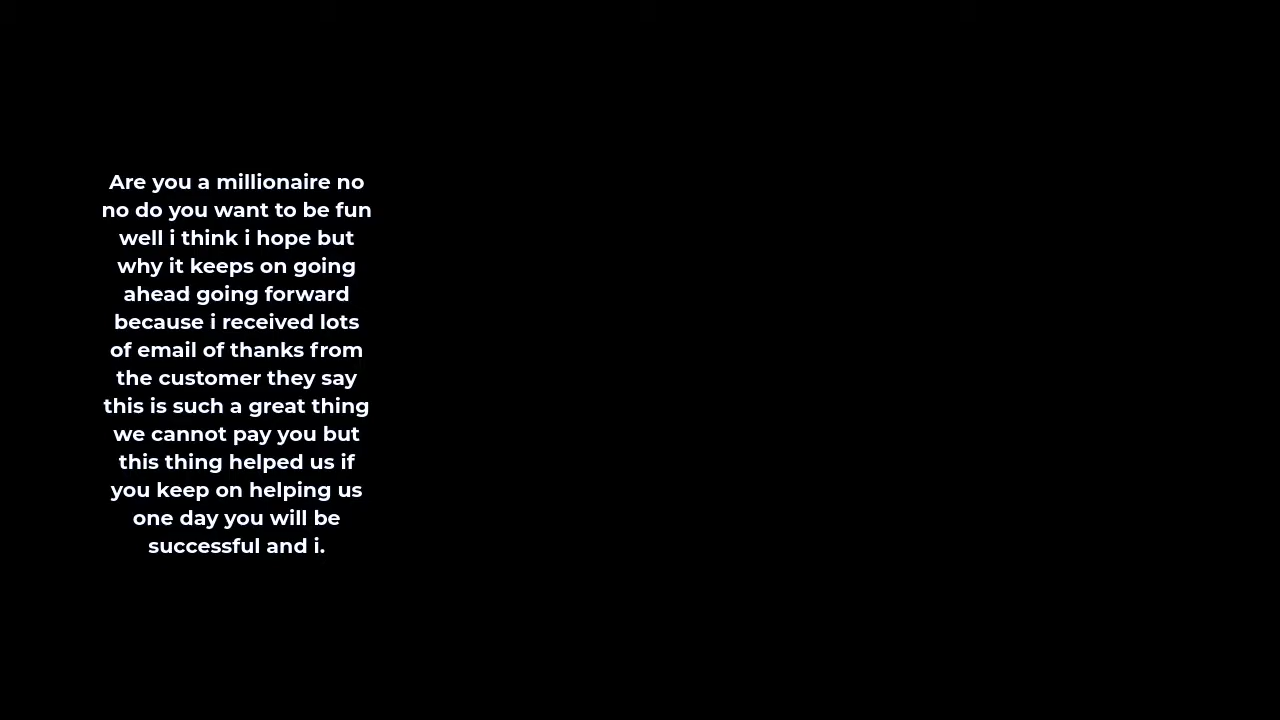 Are you a millionaire no
no do you want to be fun
well i think i hope but
why it keeps on going
ahead going forward
because i received lots
of email of thanks from
the customer they say
this is such a great thing
we cannot pay you but
this thing helped us if
you keep on helping us
one day you will be
successful and i.